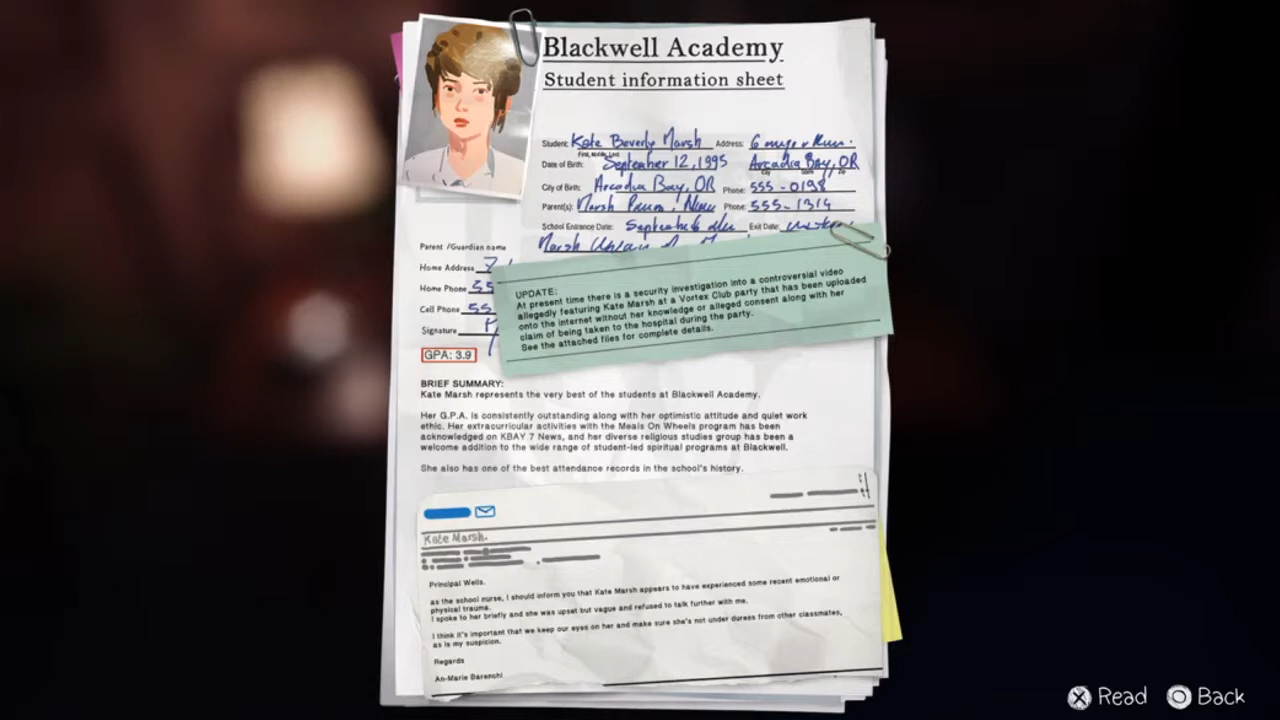 Blackwell Academy
Student information sheet
Student: Kate Beverly Marsh Address:
First, Middle, Last
Date of Birth: September 12, 1995 Arcadia Bay, OR
City State Zip
City of Birth: Arcadia Bay, OR Phone: 555-0198
Parent(s): Marsh Phone: 555-1314
School Entrance Date: Exit Date:
Parent /Guardian name Marsh
Home Address
Home Phone 55
Cell Phone 55
Signature
GPA: 3.9
UPDATE:
At present time there is a security investigation into a controversial video
allegedly featuring Kate Marsh at a Vortex Club party that has been uploaded
onto the internet without her knowledge or alleged consent along with her
claim of being taken to the hospital during the party.
See the attached files for complete details.
BRIEF SUMMARY:
Kate Marsh represents the very best of the students at Blackwell Academy.
Her G.P.A. is consistently outstanding along with her optimistic attitude and quiet work
ethic. Her extracurricular activities with the Meals On Wheels program has been
acknowledged on KBAY 7 News, and her diverse religious studies group has been a
welcome addition to the wide range of student-led spiritual programs at Blackwell.
She also has one of the best attendance records in the school's history.
Kate Marsh.
Principal Wells.
as the school nurse, I should inform you that Kate Marsh appears to have experienced some recent emotional or
physical trauma.
I spoke to her briefly and she was upset but vague and refused to talk further with me.
I think it's important that we keep our eyes on her and make sure she's not under duress from other classmates,
as is my suspicion.
Regards
An-Marie Barenchi
Read Back